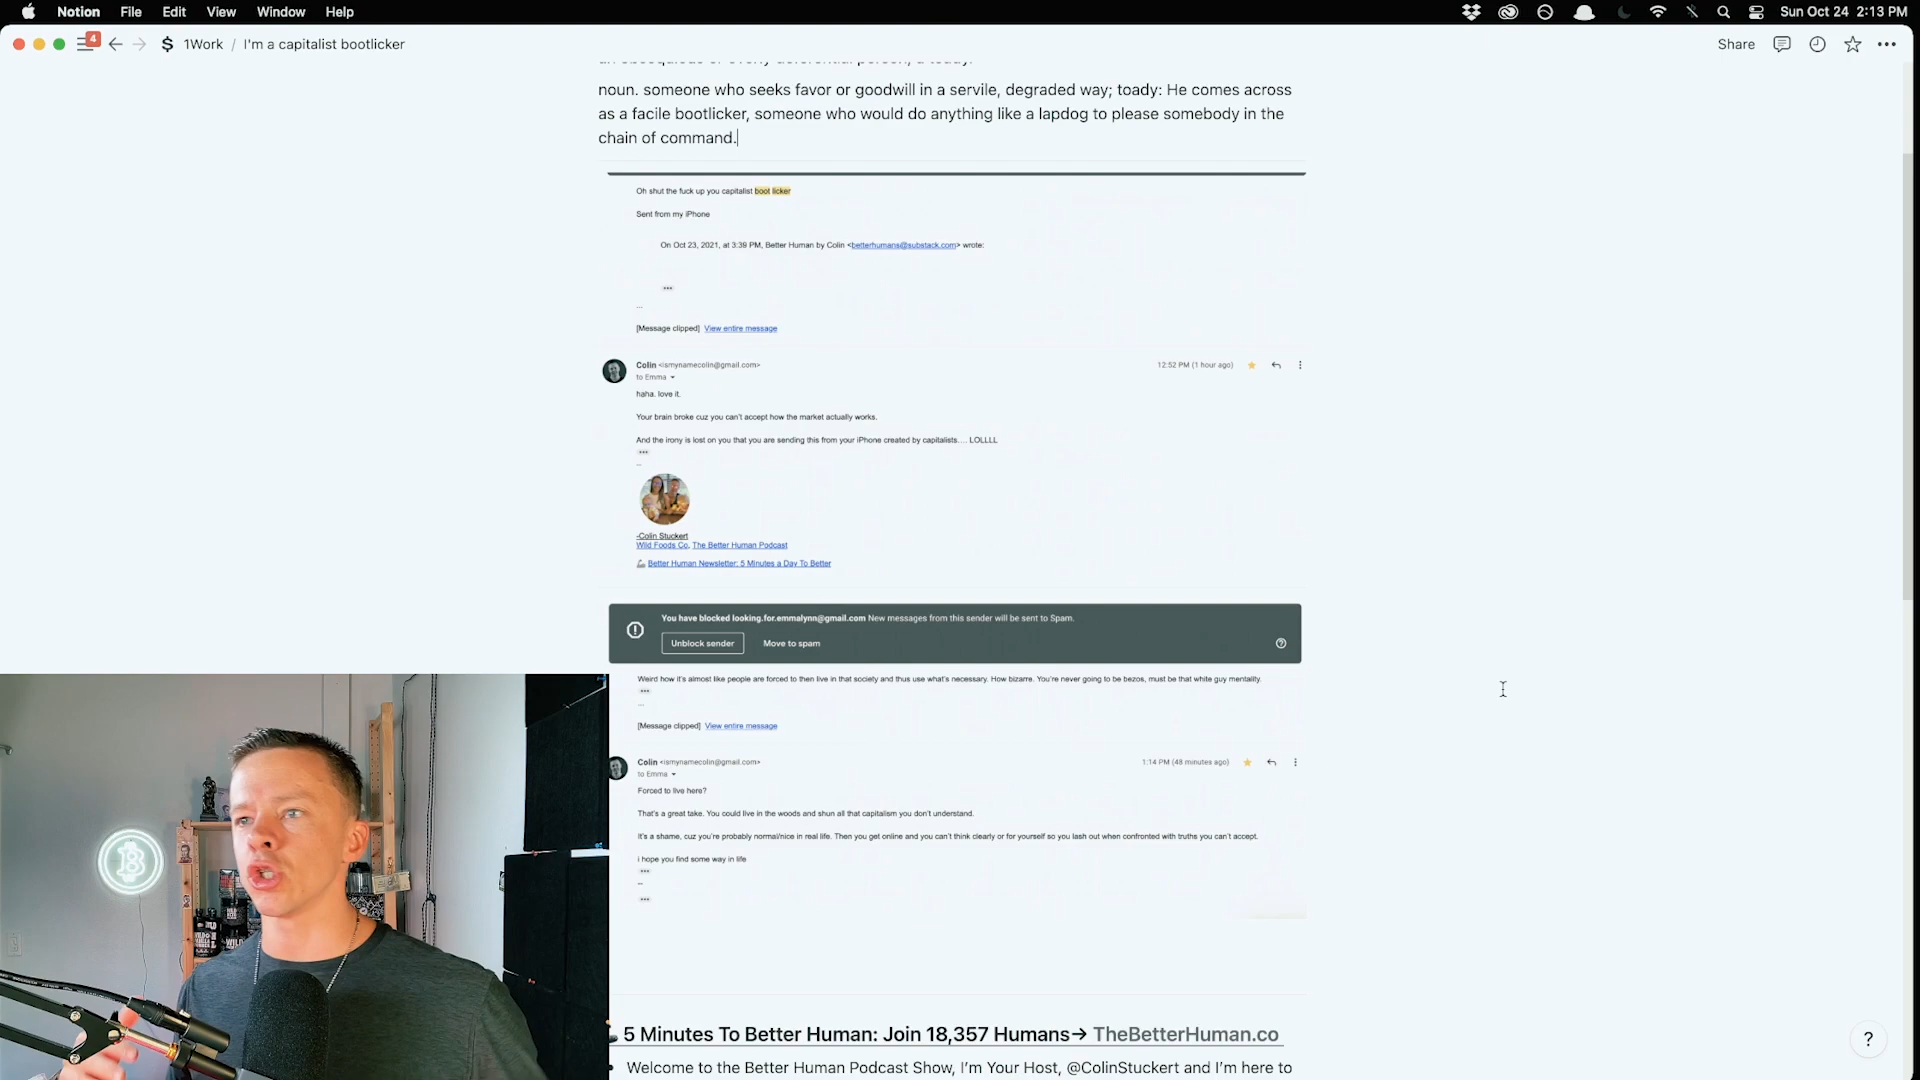 Notion File Edit View Window Help Sun Oct 24 2:13 PM
4 $ 1Work / I'm a capitalist bootlicker Share
noun. someone who seeks favor or goodwill in a servile, degraded way; toady: He comes across
as a facile bootlicker, someone who would do anything like a lapdog to please somebody in the
chain of command.
Oh shut the fuck up you capitalist boot licker
Sent from my iPhone
On Oct 23, 2021, at 3:39 PM, Better Human by Colin <betterhumans@substack.com> wrote:
...
[Message clipped] View entire message
Colin <ismynamecolin@gmail.com> 12:52 PM (1 hour ago)
to Emma
haha. love it.
Your brain broke cuz you can't accept how the market actually works.
And the irony is lost on you that you are sending this from your iPhone created by capitalists.... LOLLLL
--
-Colin Stuckert
Wild Foods Co, The Better Human Podcast
Better Human Newsletter: 5 Minutes a Day To Better
You have blocked looking.for.emmalynn@gmail.com New messages from this sender will be sent to Spam.
Unblock sender Move to spam
Weird how it's almost like people are forced to then live in that society and thus use what's necessary. How bizarre. You're never going to be bezos, must be that white guy mentality.
...
[Message clipped] View entire message
Colin <ismynamecolin@gmail.com> 1:14 PM (48 minutes ago)
to Emma
Forced to live here?
That's a great take. You could live in the woods and shun all that capitalism you don't understand.
It's a shame, cuz you're probably normal/nice in real life. Then you get online and you can't think clearly or for yourself so you lash out when confronted with truths you can't accept.
i hope you find some way in life
--
5 Minutes To Better Human: Join 18,357 Humans→ TheBetterHuman.co
Welcome to the Better Human Podcast Show, I'm Your Host, @ColinStuckert and I'm here to
?